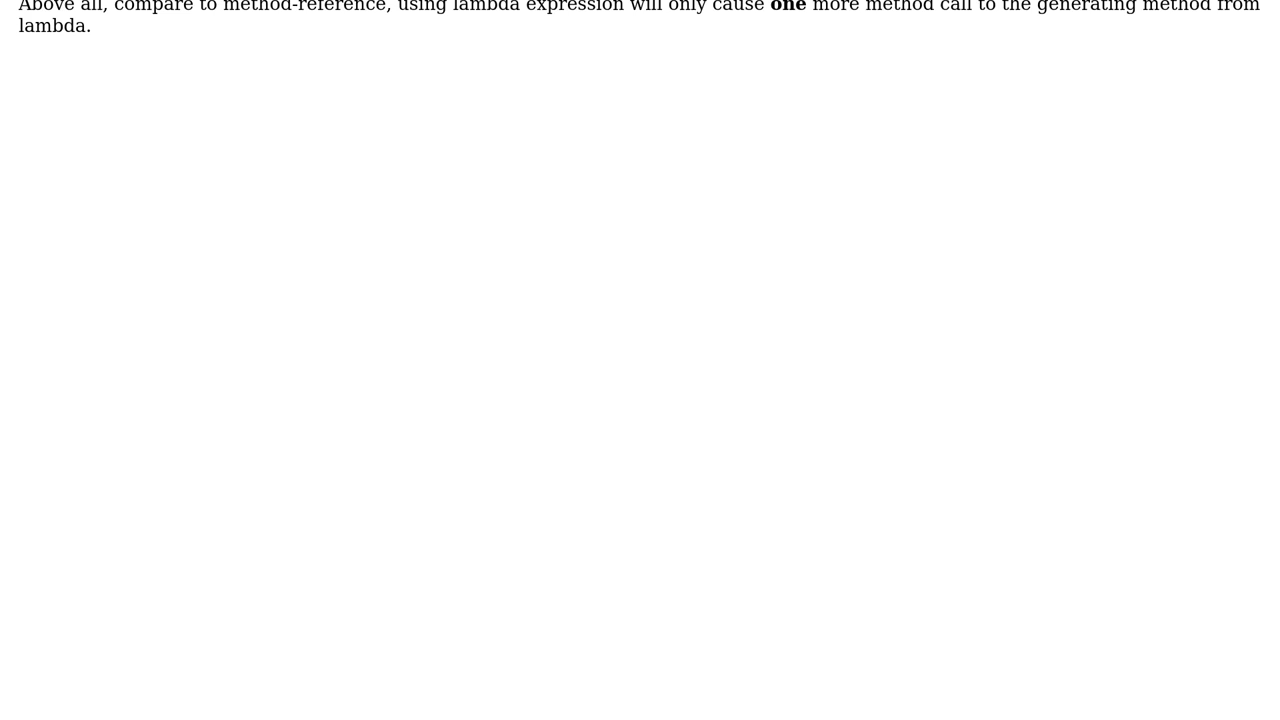 Above all, compare to method-reference, using lambda expression will only cause one more method call to the generating method from
lambda.